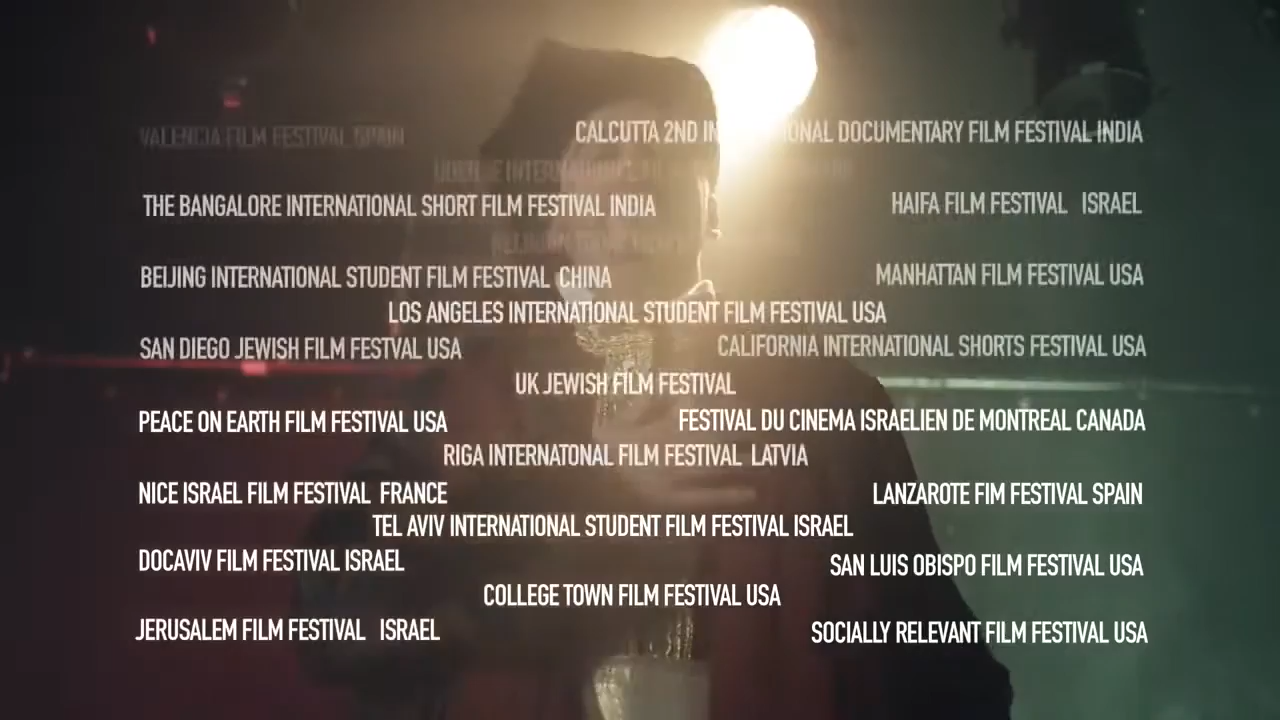 VALENCIA FILM FESTIVAL SPAIN
CALCUTTA 2ND IN ONAL DOCUMENTARY FILM FESTIVAL INDIA
THE BANGALORE INTERNATIONAL SHORT FILM FESTIVAL INDIA
HAIFA FILM FESTIVAL ISRAEL
BEIJING INTERNATIONAL STUDENT FILM FESTIVAL CHINA
MANHATTAN FILM FESTIVAL USA
LOS ANGELES INTERNATIONAL STUDENT FILM FESTIVAL USA
SAN DIEGO JEWISH FILM FESTVAL USA
CALIFORNIA INTERNATIONAL SHORTS FESTIVAL USA
UK JEWISH FILM FESTIVAL
PEACE ON EARTH FILM FESTIVAL USA
FESTIVAL DU CINEMA ISRAELIEN DE MONTREAL CANADA
RIGA INTERNATONAL FILM FESTIVAL LATVIA
NICE ISRAEL FILM FESTIVAL FRANCE
LANZAROTE FIM FESTIVAL SPAIN
TEL AVIV INTERNATIONAL STUDENT FILM FESTIVAL ISRAEL
DOCAVIV FILM FESTIVAL ISRAEL
SAN LUIS OBISPO FILM FESTIVAL USA
COLLEGE TOWN FILM FESTIVAL USA
JERUSALEM FILM FESTIVAL ISRAEL
SOCIALLY RELEVANT FILM FESTIVAL USA